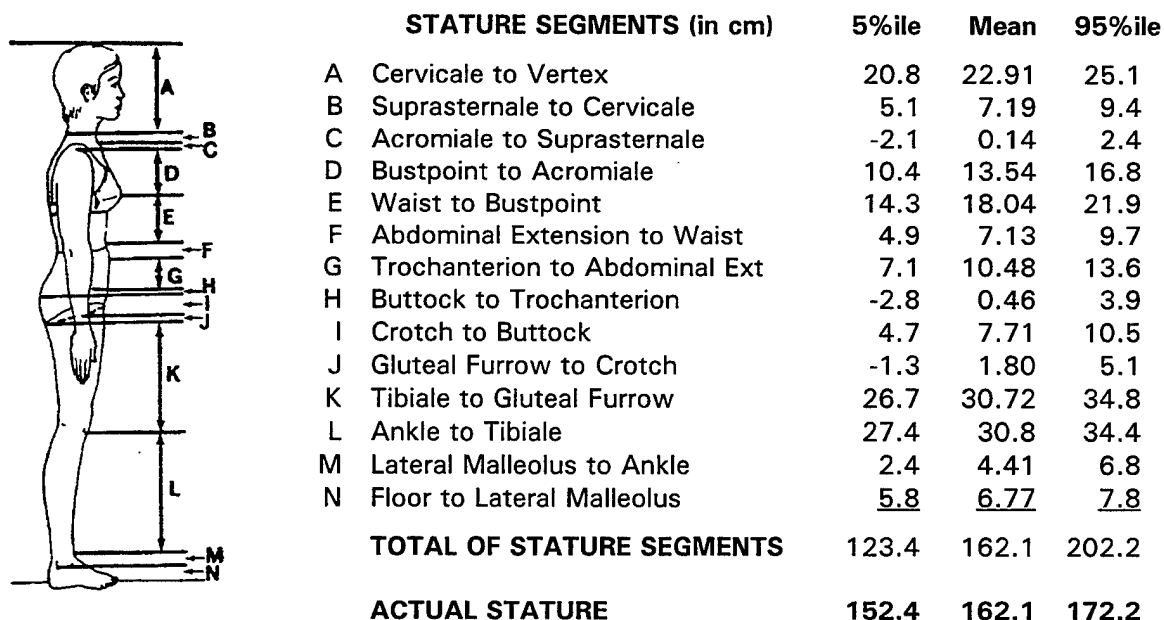 STATURE SEGMENTS (in cm) 5%ile Mean 95%ile
A Cervicale to Vertex 20.8 22.91 25.1
B Suprasternale to Cervicale 5.1 7.19 9.4
C Acromiale to Suprasternale -2.1 0.14 2.4
D Bustpoint to Acromiale 10.4 13.54 16.8
E Waist to Bustpoint 14.3 18.04 21.9
F Abdominal Extension to Waist 4.9 7.13 9.7
G Trochanterion to Abdominal Ext 7.1 10.48 13.6
H Buttock to Trochanterion -2.8 0.46 3.9
I Crotch to Buttock 4.7 7.71 10.5
J Gluteal Furrow to Crotch -1.3 1.80 5.1
K Tibiale to Gluteal Furrow 26.7 30.72 34.8
L Ankle to Tibiale 27.4 30.8 34.4
M Lateral Malleolus to Ankle 2.4 4.41 6.8
N Floor to Lateral Malleolus 5.8 6.77 7.8
TOTAL OF STATURE SEGMENTS 123.4 162.1 202.2
ACTUAL STATURE 152.4 162.1 172.2
A
B
C
D
E
F
G
H
I
J
K
L
M
N